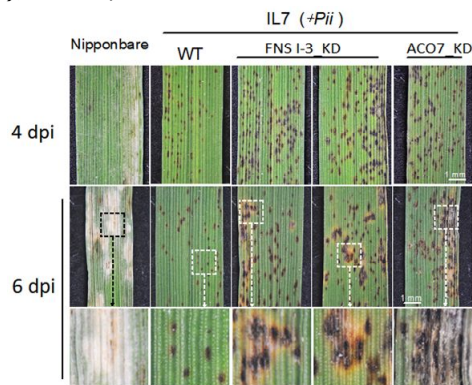 IL7 (+Pii)
Nipponbare WT FNS I-3_KD ACO7_KD
4 dpi
1 mm
6 dpi
1 mm